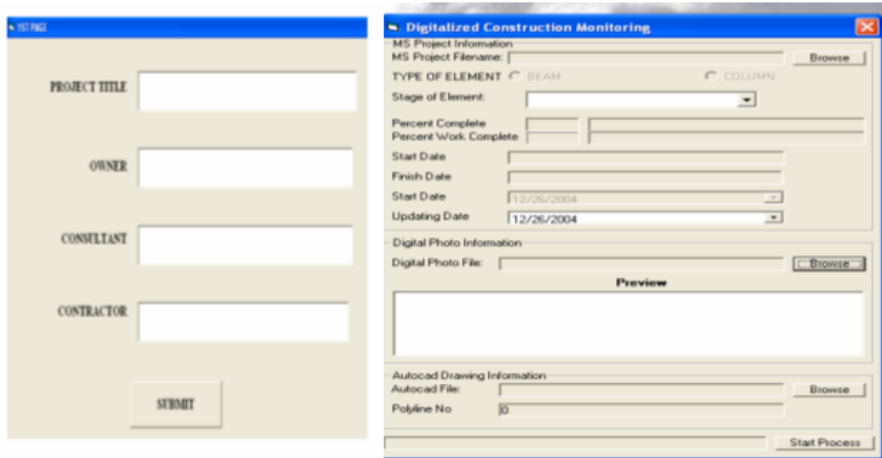 1ST PAGE
PROJECT TITLE
OWNER
CONSULTANT
CONTRACTOR
SUBMIT
Digitalized Construction Monitoring
MS Project Information
MS Project Filename: Browse
TYPE OF ELEMENT BEAM COLUMN
Stage of Element:
Percent Complete
Percent Work Complete
Start Date
Finish Date
Start Date 12/26/2004
Updating Date 12/26/2004
Digital Photo Information
Digital Photo File: Browse
Preview
Autocad Drawing Information
Autocad File: Browse
Polyline No 0
Start Process